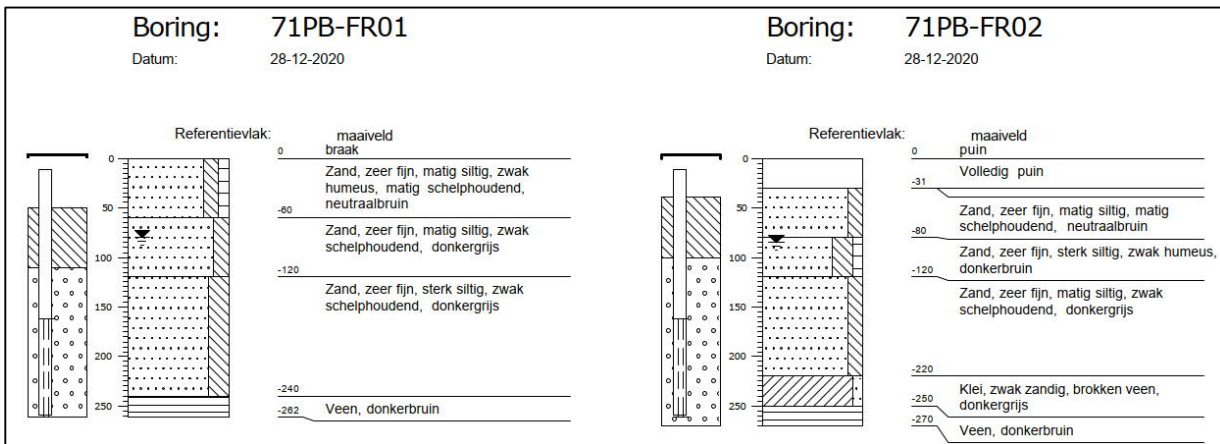 Boring: 71PB-FR01
Datum: 28-12-2020
Referentievlak: maaiveld
0 braak
Zand, zeer fijn, matig siltig, zwak
humeus, matig schelphoudend,
neutraalbruin
-60
Zand, zeer fijn, matig siltig, zwak
schelphoudend, donkergrijs
-120
Zand, zeer fijn, sterk siltig, zwak
schelphoudend, donkergrijs
-240
Veen, donkerbruin
-262
0
50
100
150
200
250
Boring: 71PB-FR02
Datum: 28-12-2020
Referentievlak: maaiveld
0 puin
Volledig puin
-31
Zand, zeer fijn, matig siltig, matig
schelphoudend, neutraalbruin
-80
Zand, zeer fijn, sterk siltig, zwak humeus,
donkerbruin
-120
Zand, zeer fijn, matig siltig, zwak
schelphoudend, donkergrijs
-220
Klei, zwak zandig, brokken veen,
donkergrijs
-250
-270
Veen, donkerbruin
0
50
100
150
200
250